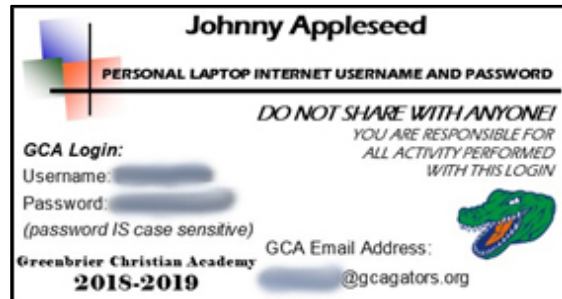 Johnny Appleseed
PERSONAL LAPTOP INTERNET USERNAME AND PASSWORD
DO NOT SHARE WITH ANYONE!
YOU ARE RESPONSIBLE FOR
ALL ACTIVITY PERFORMED
WITH THIS LOGIN
GCA Login:
Username:
Password:
(password IS case sensitive)
Greenbrier Christian Academy
2018-2019
GCA Email Address:
@gcagators.org